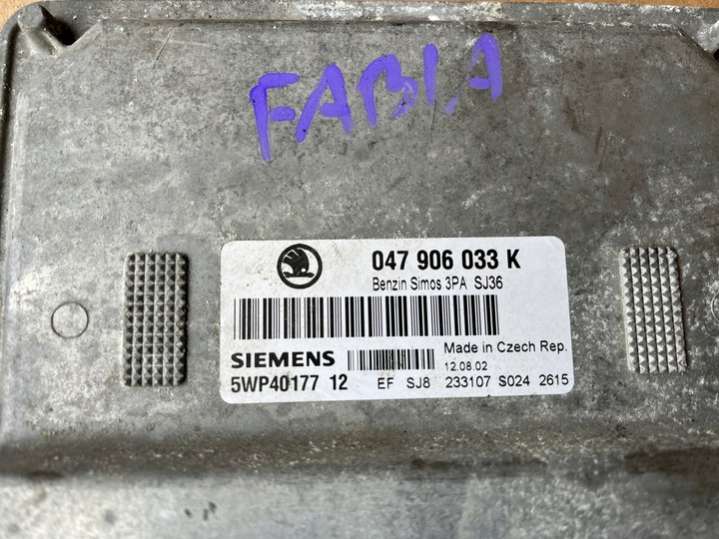 FABIA
047 906 033 K
Benzin Simos 3PA SJ36
SIEMENS
Made in Czech Rep.
12.08.02
5WP40177 12 EF SJ8 233107 S024 2615